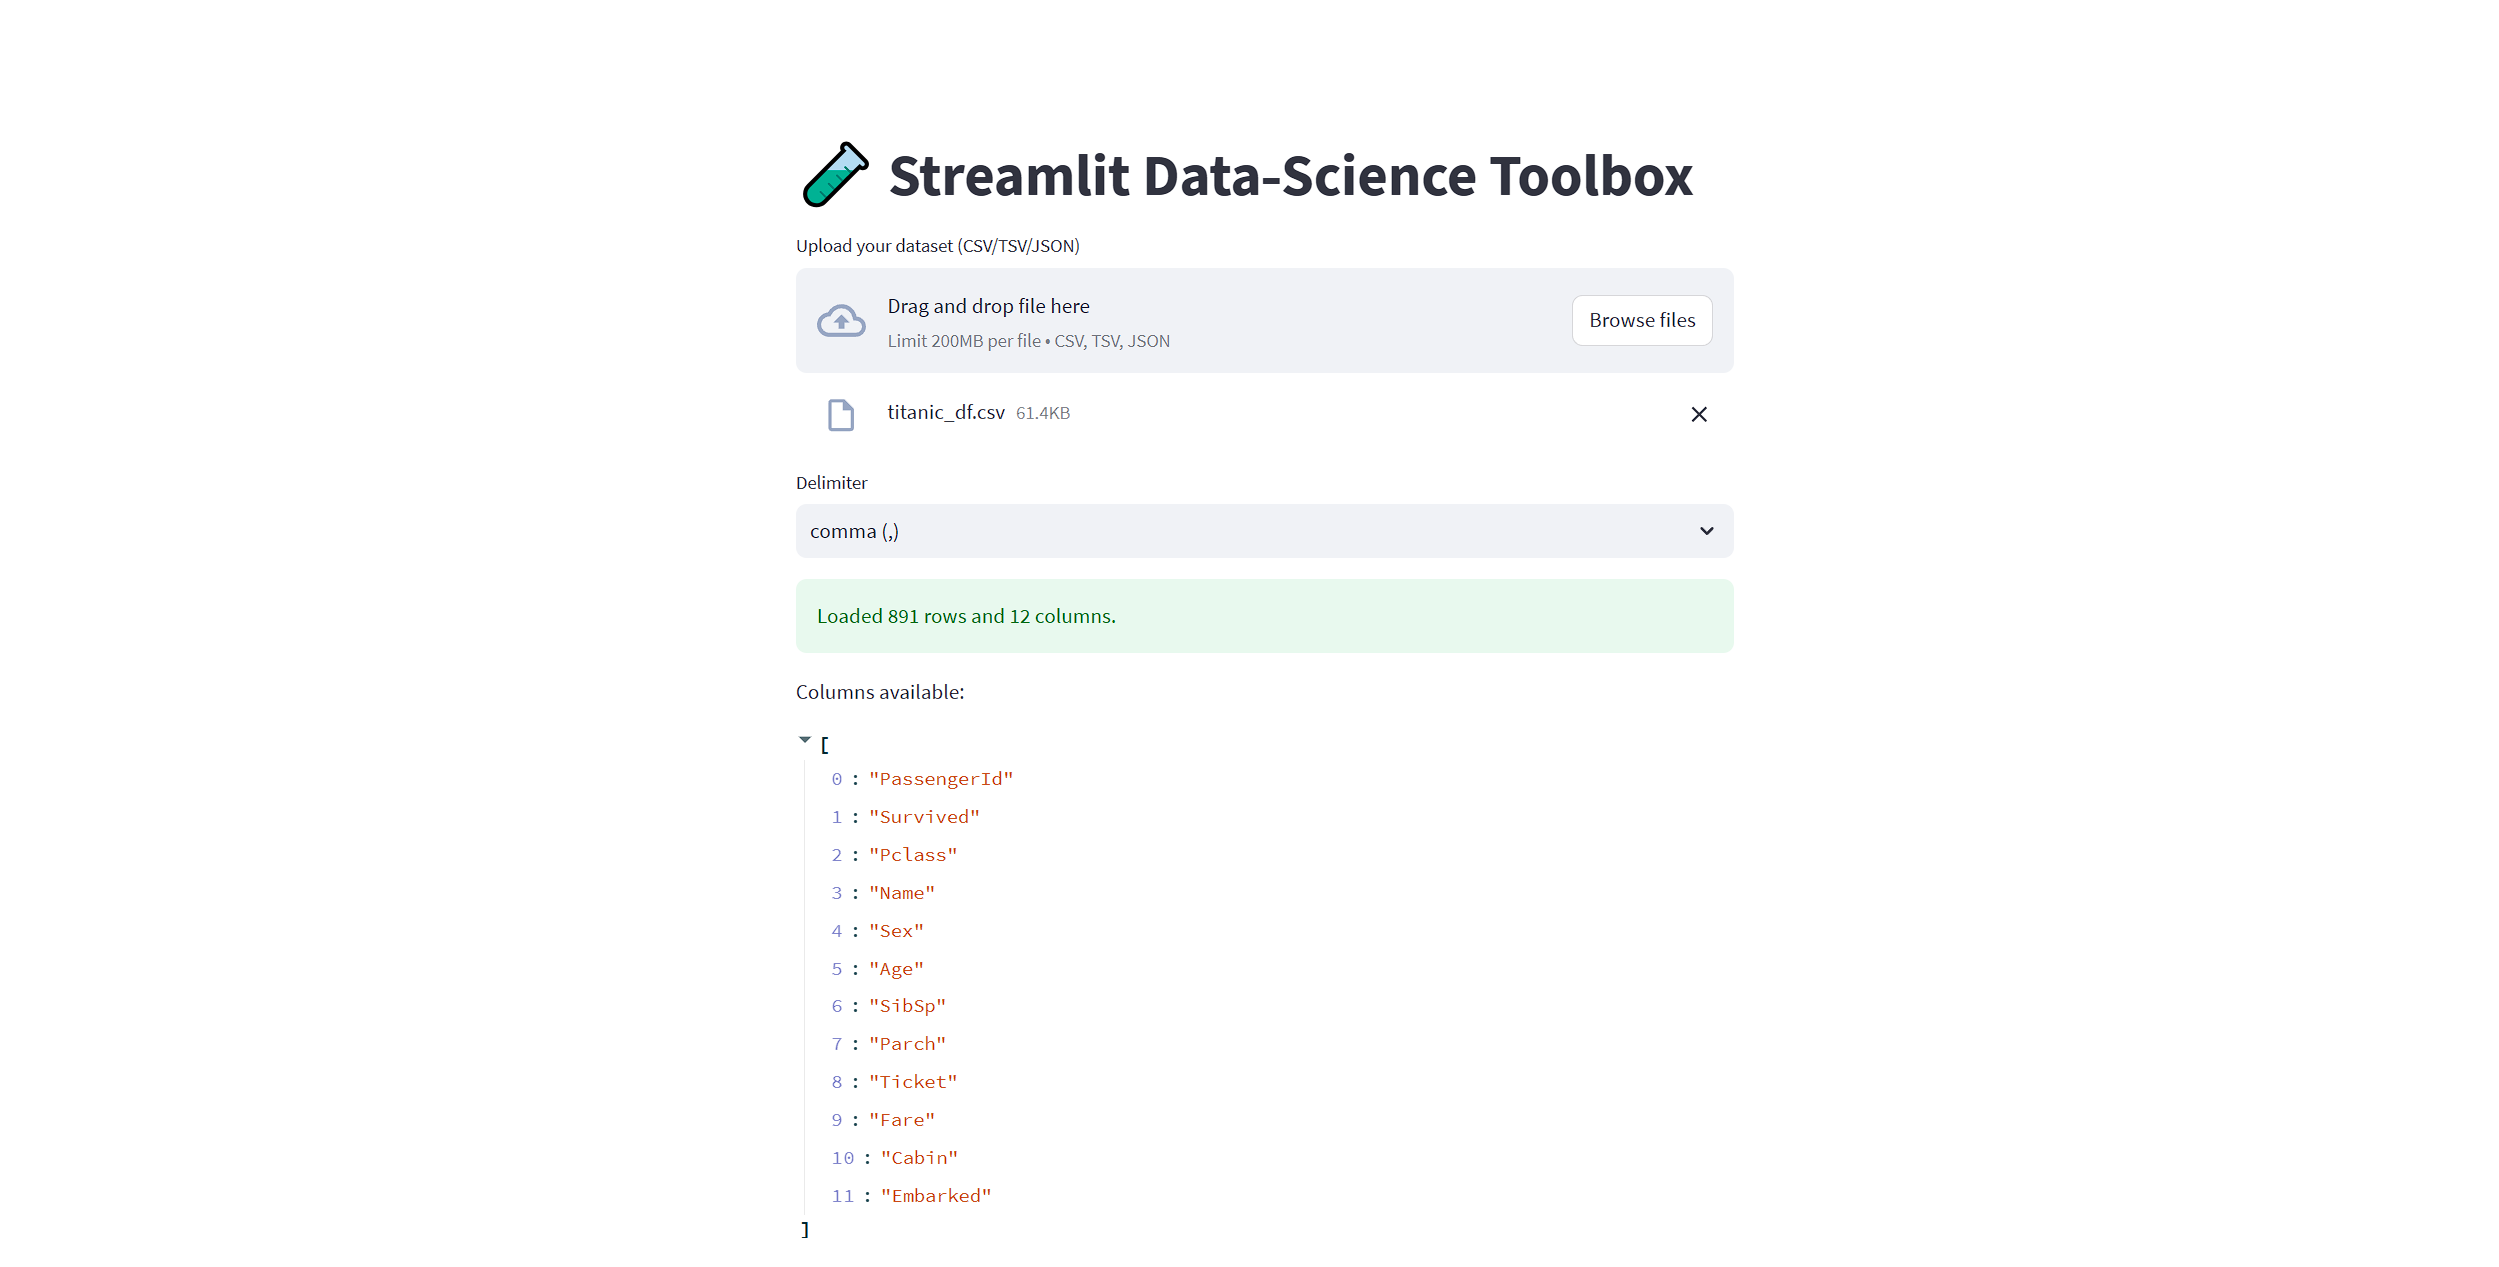 Streamlit Data-Science Toolbox
Upload your dataset (CSV/TSV/JSON)
Drag and drop file here
Limit 200MB per file • CSV, TSV, JSON
Browse files
titanic_df.csv 61.4KB
Delimiter
comma (,)
Loaded 891 rows and 12 columns.
Columns available:
[
0 : "PassengerId"
1 : "Survived"
2 : "Pclass"
3 : "Name"
4 : "Sex"
5 : "Age"
6 : "SibSp"
7 : "Parch"
8 : "Ticket"
9 : "Fare"
10 : "Cabin"
11 : "Embarked"
]